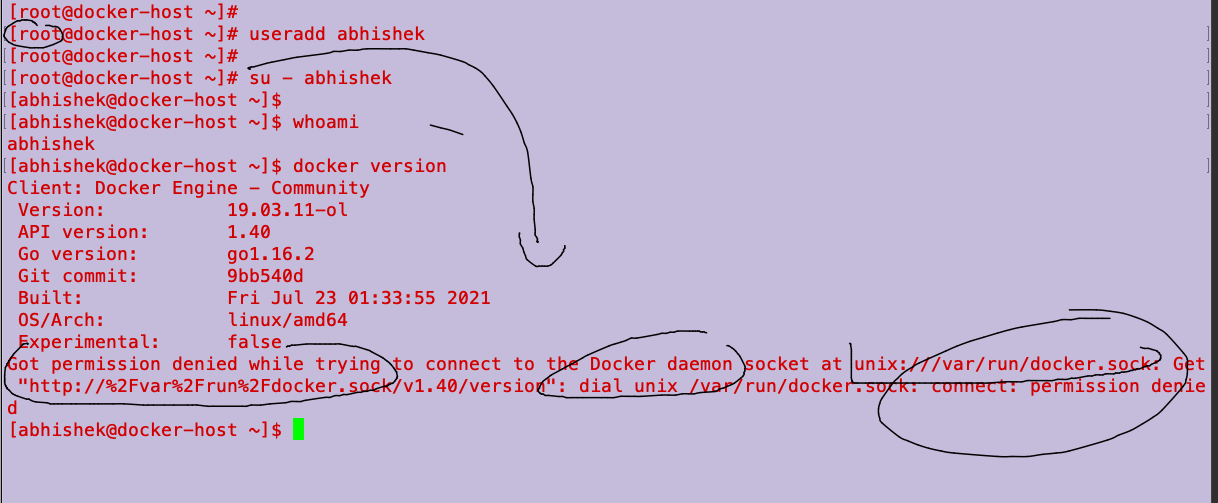 [root@docker-host ~]#
[root@docker-host ~]# useradd abhishek
[root@docker-host ~]#
[root@docker-host ~]# su - abhishek
[abhishek@docker-host ~]$
[abhishek@docker-host ~]$ whoami
abhishek
[abhishek@docker-host ~]$ docker version
Client: Docker Engine - Community
 Version:           19.03.11-ol
 API version:       1.40
 Go version:        go1.16.2
 Git commit:        9bb540d
 Built:             Fri Jul 23 01:33:55 2021
 OS/Arch:           linux/amd64
 Experimental:      false
Got permission denied while trying to connect to the Docker daemon socket at unix:///var/run/docker.sock: Get
 "http://%2Fvar%2Frun%2Fdocker.sock/v1.40/version": dial unix /var/run/docker.sock: connect: permission denie
d
[abhishek@docker-host ~]$